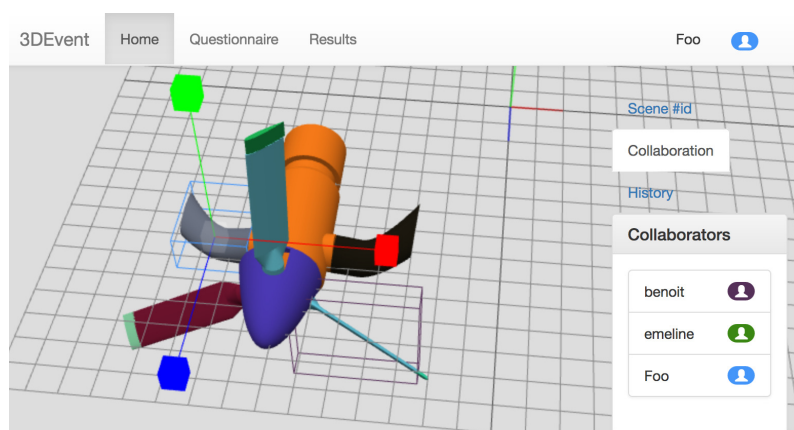 3DEvent Home Questionnaire Results Foo
Scene #id
Collaboration
History
Collaborators
benoit
emeline
Foo